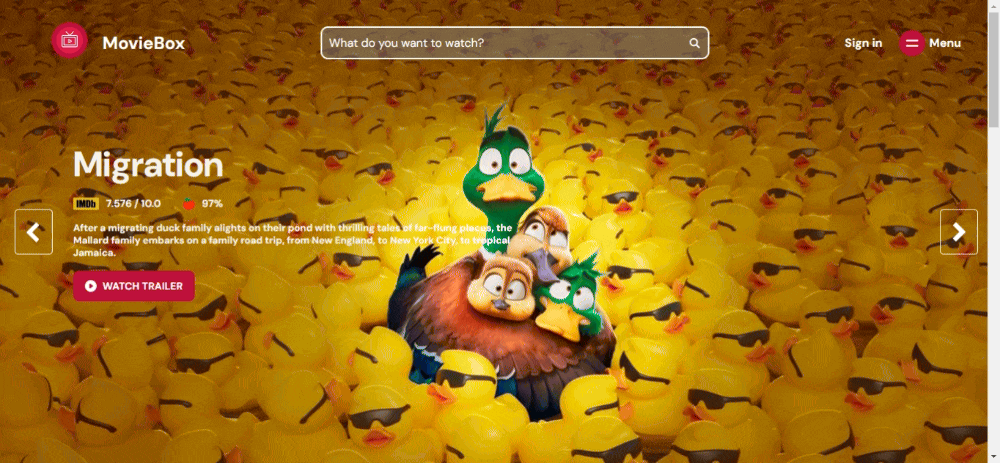 MovieBox
What do you want to watch?
Sign in
Menu
Migration
IMDb 7.576 / 10.0 97%
After a migrating duck family alights on their pond with thrilling tales of far-flung places, the
Mallard family embarks on a family road trip, from New England, to New York City, to tropical
Jamaica.
WATCH TRAILER